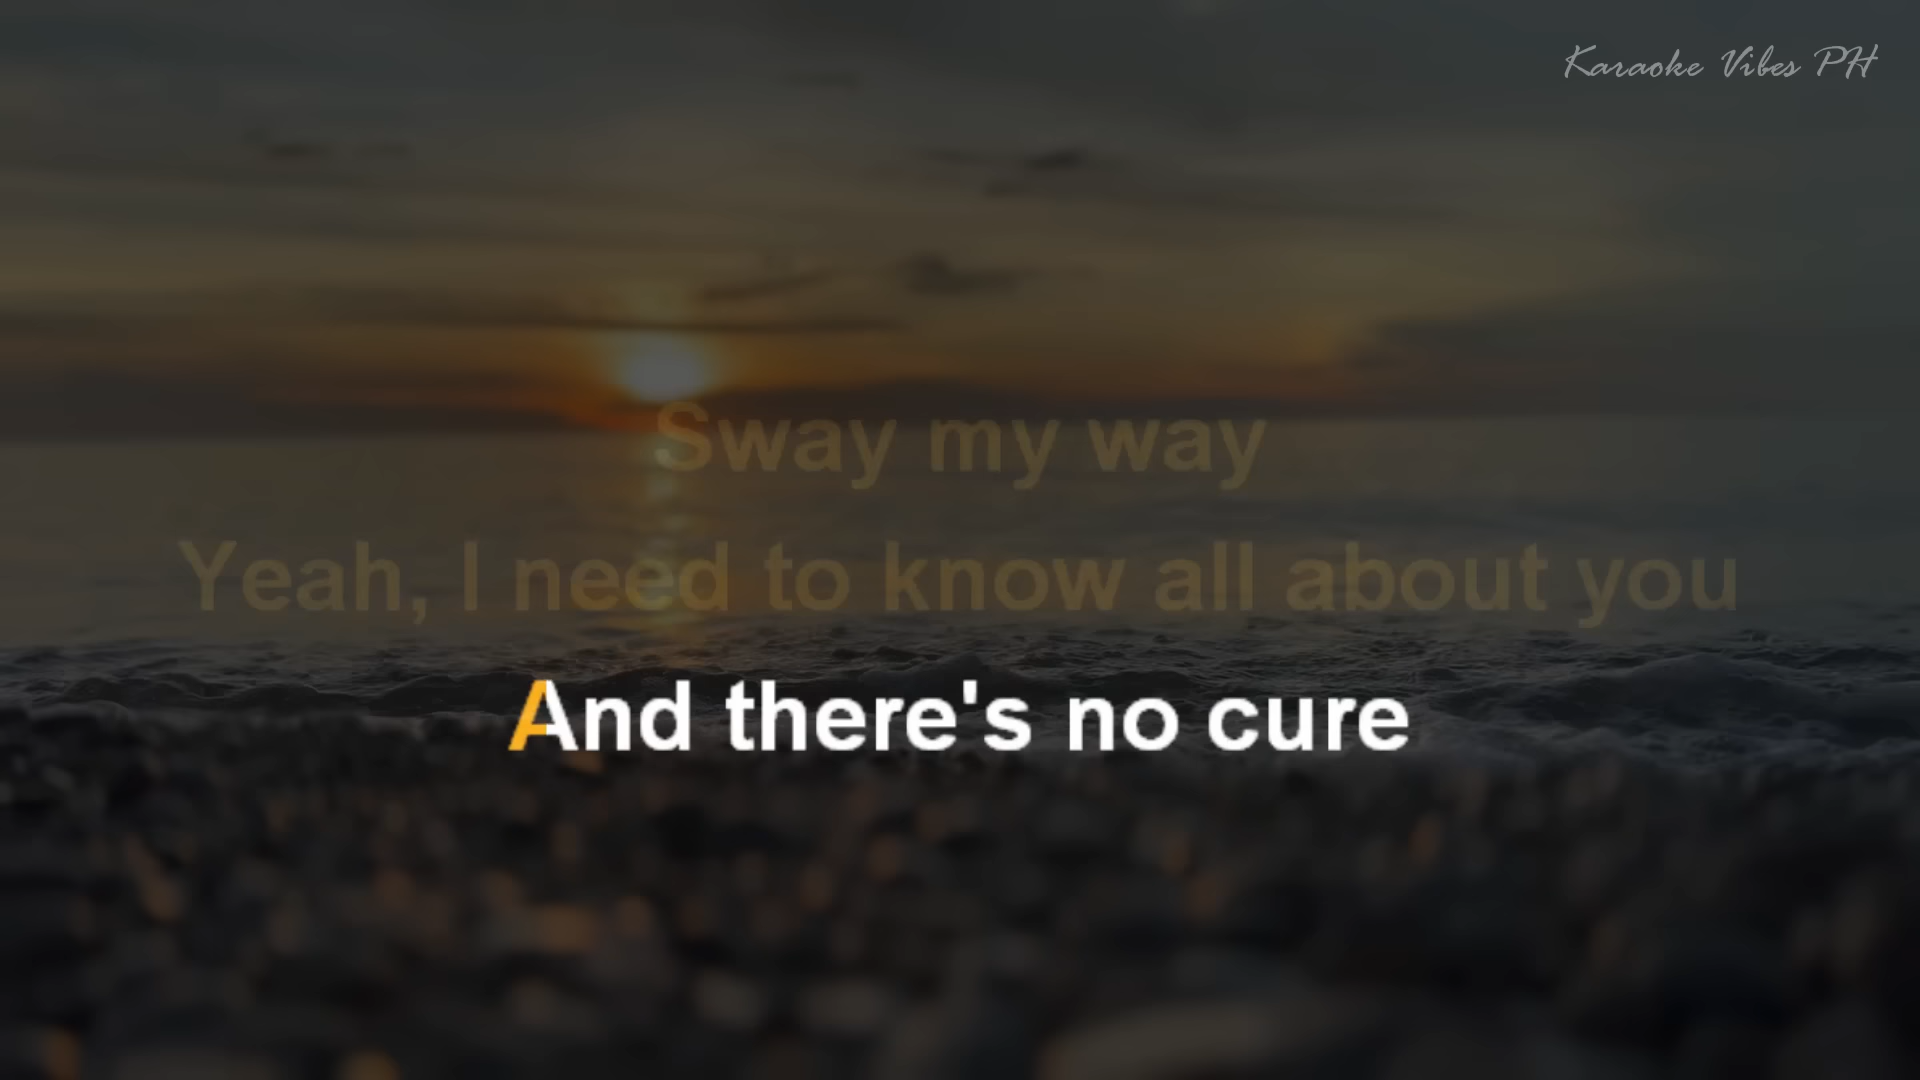 Karaoke Vibes PH
Sway my way
Yeah, I need to know all about you
And there's no cure